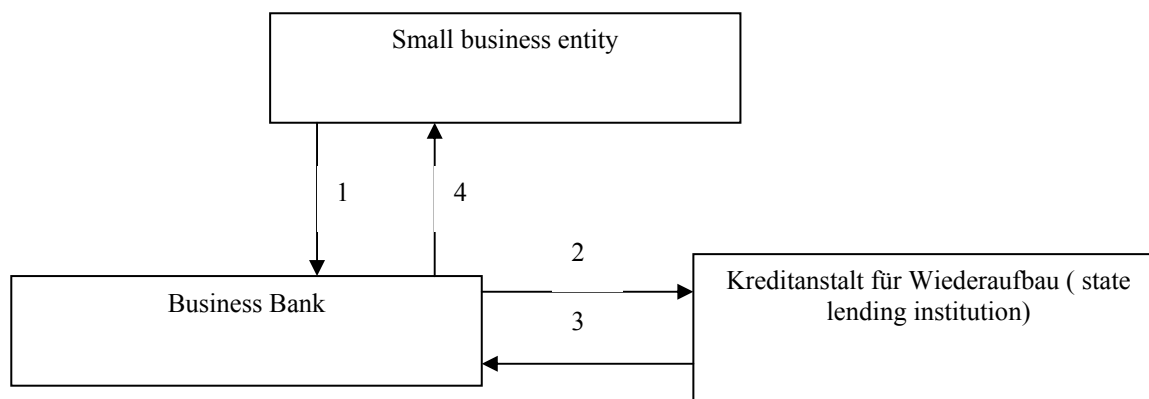 Small business entity
1
4
2
Kreditanstalt für Wiederaufbau ( state
lending institution)
Business Bank
3